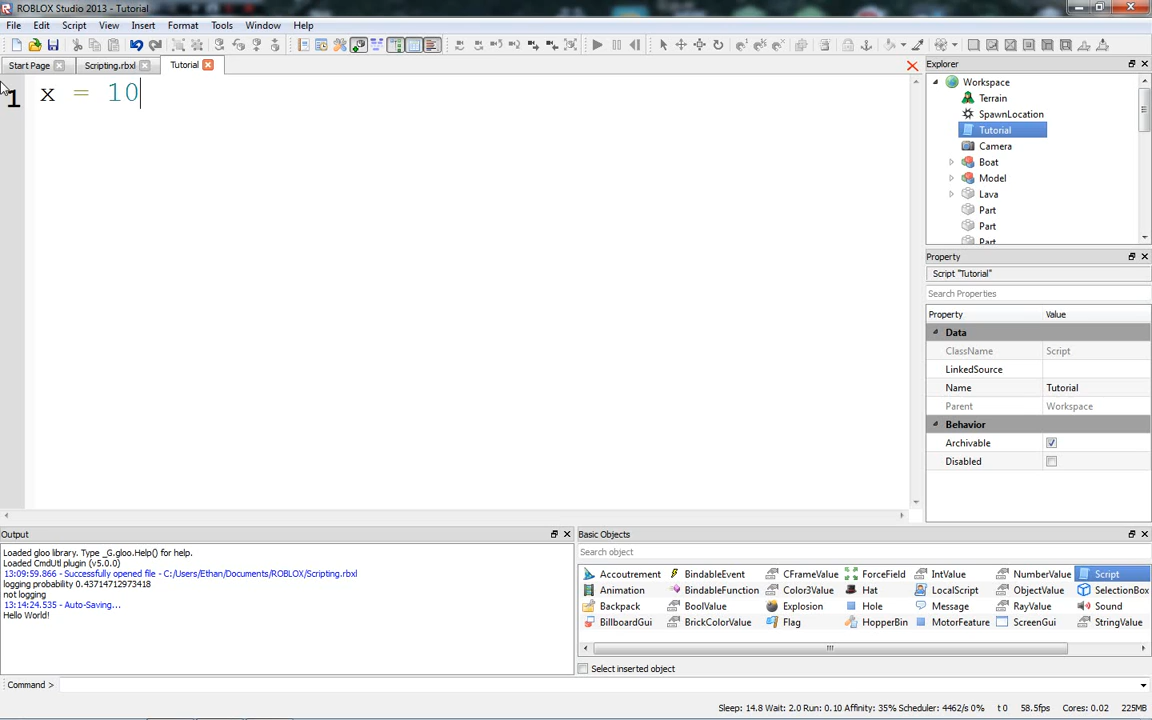 ROBLOX Studio 2013 - Tutorial
File Edit Script View Insert Format Tools Window Help
Start Page Scripting.rbxl Tutorial
1 x = 10
Explorer
Workspace
Terrain
SpawnLocation
Tutorial
Camera
Boat
Model
Lava
Part
Part
Part
Property
Script "Tutorial"
Search Properties
Property Value
Data
ClassName Script
LinkedSource
Name Tutorial
Parent Workspace
Behavior
Archivable
Disabled
Output
Loaded gloo library. Type _G.gloo.Help() for help.
Loaded CmdUtl plugin (v5.0.0)
13:09:59.866 - Successfully opened file - C:/Users/Ethan/Documents/ROBLOX/Scripting.rbxl
logging probability 0.43714712973418
not logging
13:14:24.535 - Auto-Saving...
Hello World!
Basic Objects
Search object
Accoutrement BindableEvent CFrameValue ForceField IntValue NumberValue Script
Animation BindableFunction Color3Value Hat LocalScript ObjectValue SelectionBox
Backpack BoolValue Explosion Hole Message RayValue Sound
BillboardGui BrickColorValue Flag HopperBin MotorFeature ScreenGui StringValue
Select inserted object
Command >
Sleep: 14.8 Wait: 2.0 Run: 0.10 Affinity: 35% Scheduler: 4462/s 0% t 0 58.5fps Cores: 0.02 225MB